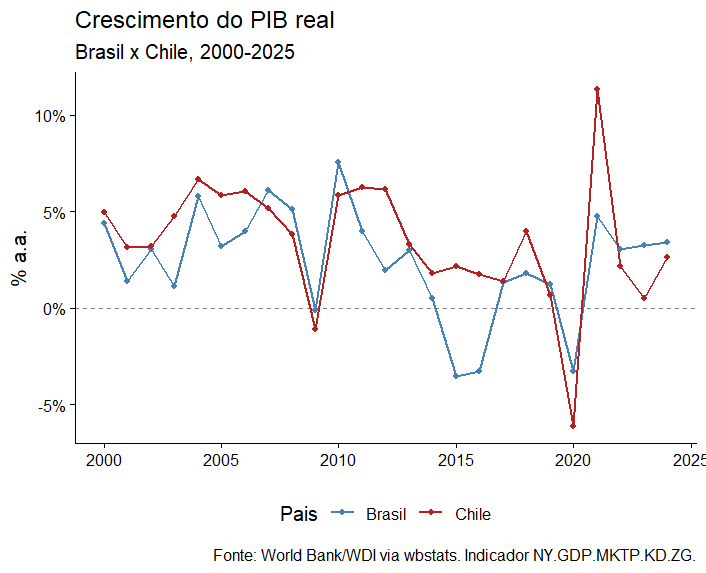 Crescimento do PIB real
Brasil x Chile, 2000-2025
% a.a.
10%
5%
0%
-5%
2000 2005 2010 2015 2020 2025
Pais Brasil Chile
Fonte: World Bank/WDI via wbstats. Indicador NY.GDP.MKTP.KD.ZG.